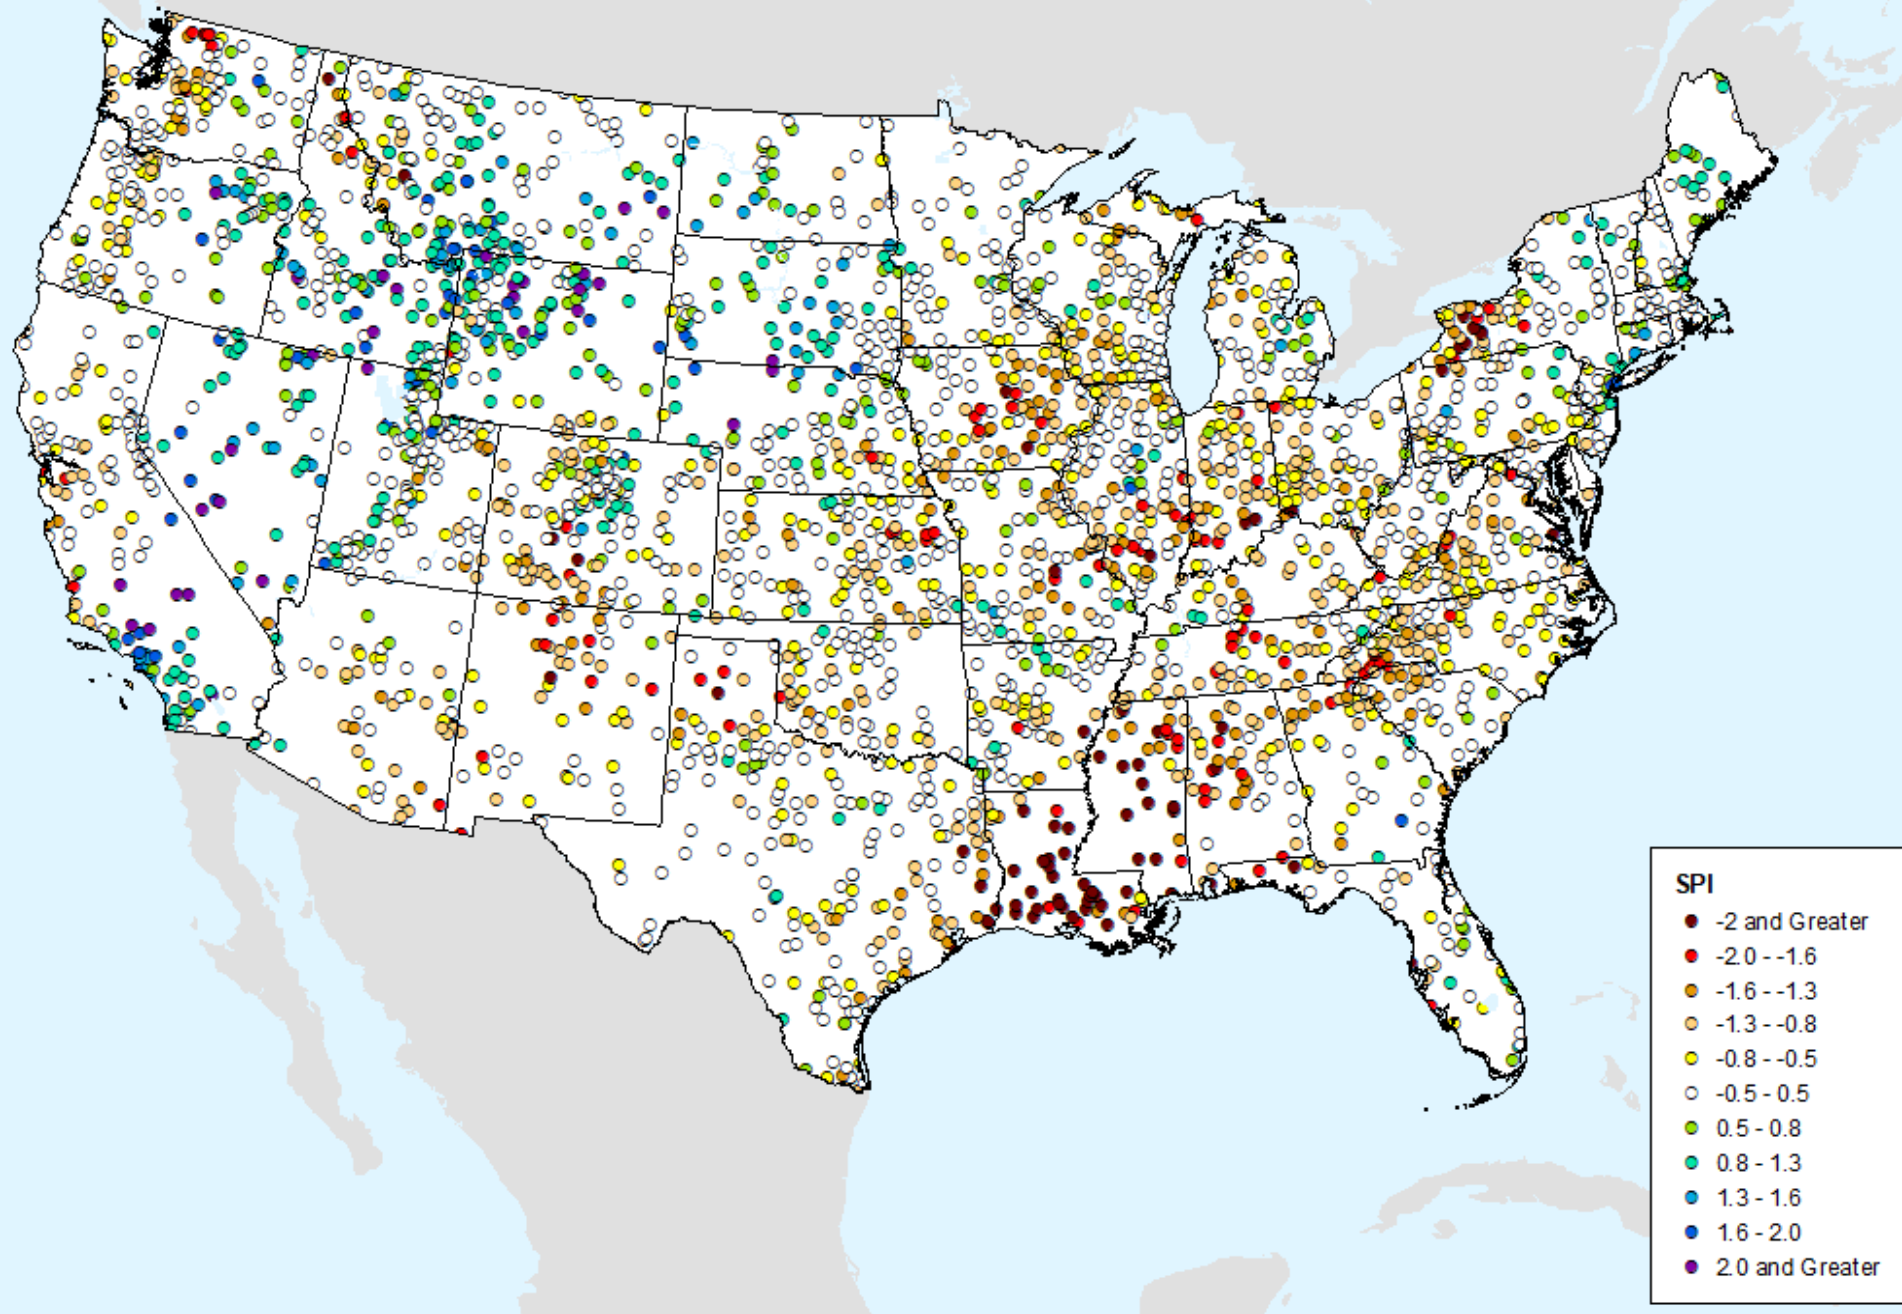 SPI
-2 and Greater
-2.0 - -1.6
-1.6 - -1.3
-1.3 - -0.8
-0.8 - -0.5
-0.5 - 0.5
0.5 - 0.8
0.8 - 1.3
1.3 - 1.6
1.6 - 2.0
2.0 and Greater